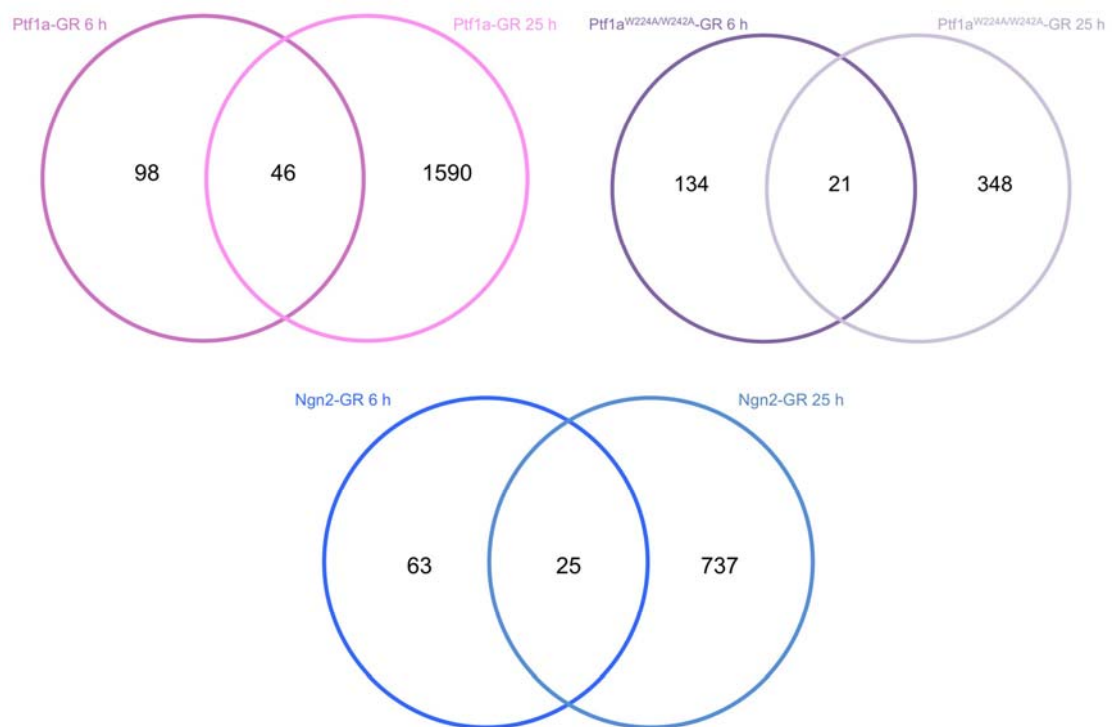 Ptf1a-GR 6 h
Ptf1a-GR 25 h
98
46
1590
Ptf1aW224A/W242A-GR 6 h
Ptf1aW224A/W242A-GR 25 h
134
21
348
Ngn2-GR 6 h
Ngn2-GR 25 h
63
25
737